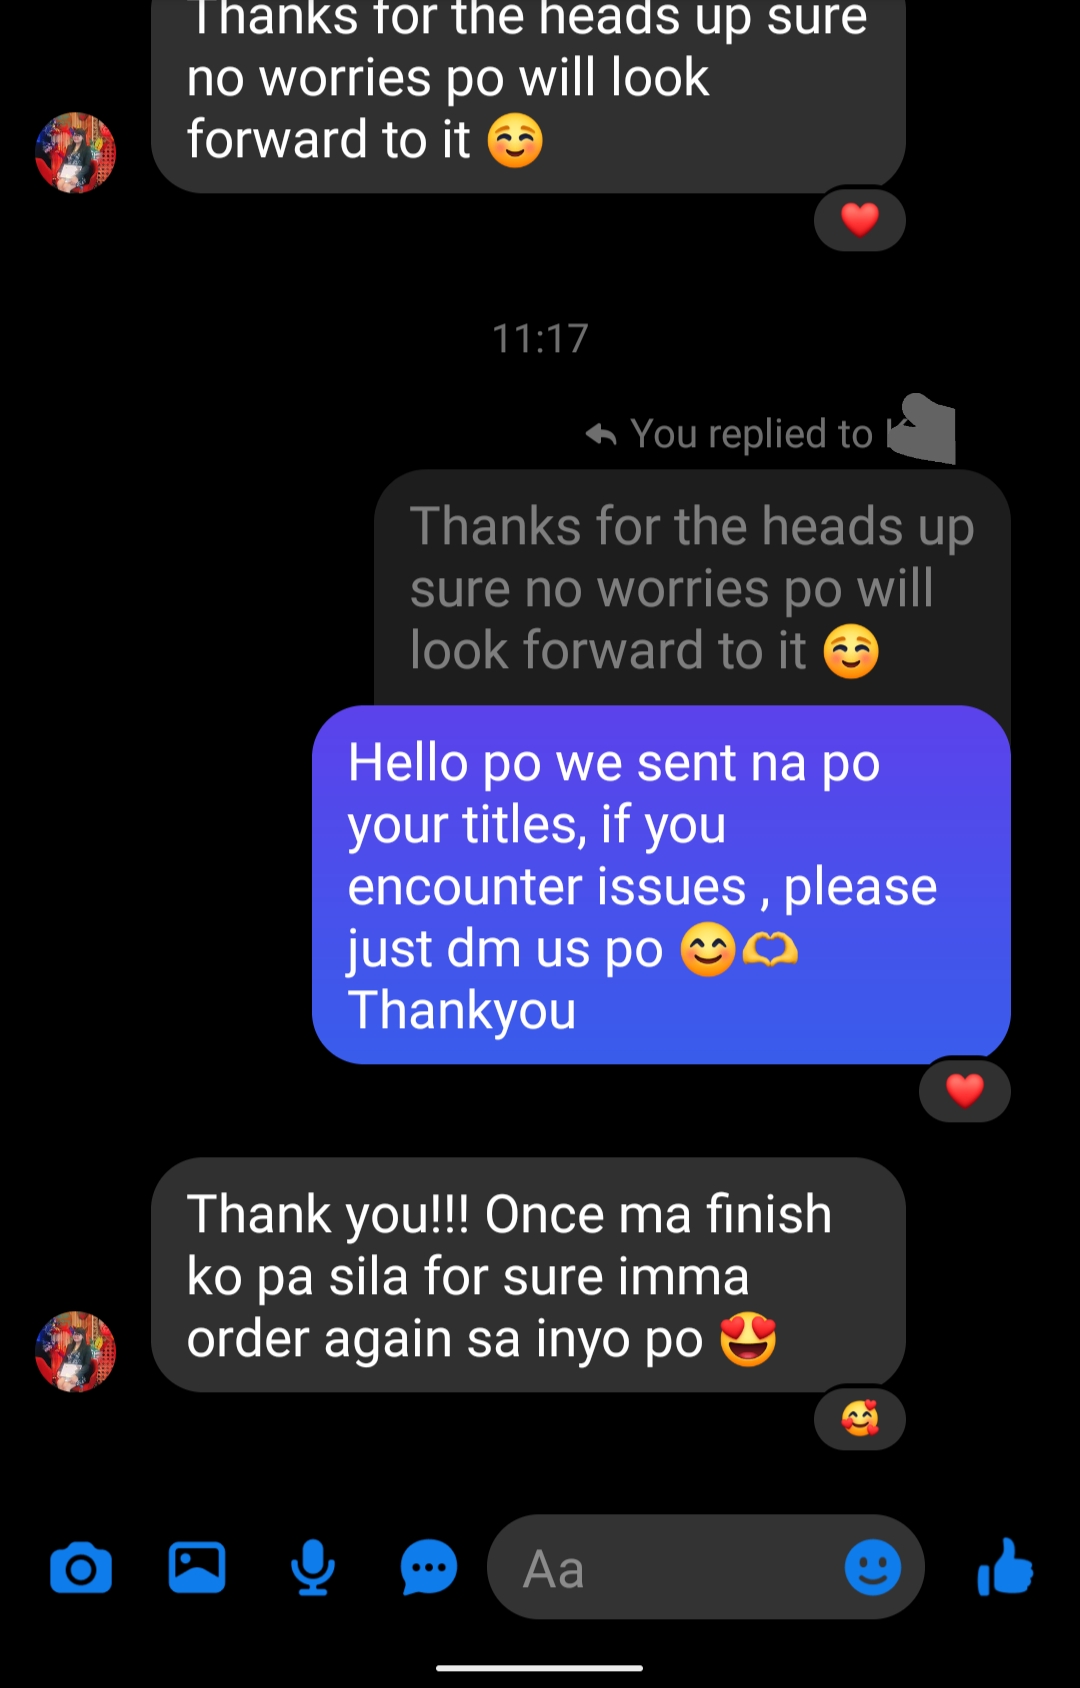 Thanks for the heads up sure
no worries po will look
forward to it ☺️
11:17
You replied to
Thanks for the heads up
sure no worries po will
look forward to it ☺️
Hello po we sent na po
your titles, if you
encounter issues , please
just dm us po 😊🫶
Thankyou
Thank you!!! Once ma finish
ko pa sila for sure imma
order again sa inyo po 😍
Aa